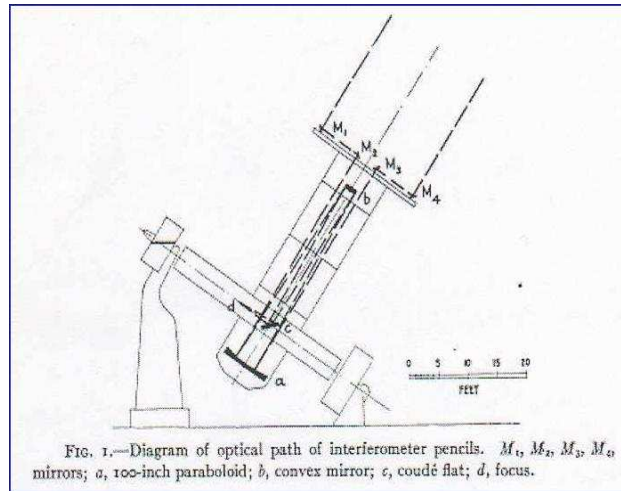 M₁
M₂
M₃
M₄
b
d
c
a
0 5 10 15 20
FEET
FIG. 1.—Diagram of optical path of interferometer pencils. M₁, M₂, M₃, M₄,
mirrors; a, 100-inch paraboloid; b, convex mirror; c, coudé flat; d, focus.